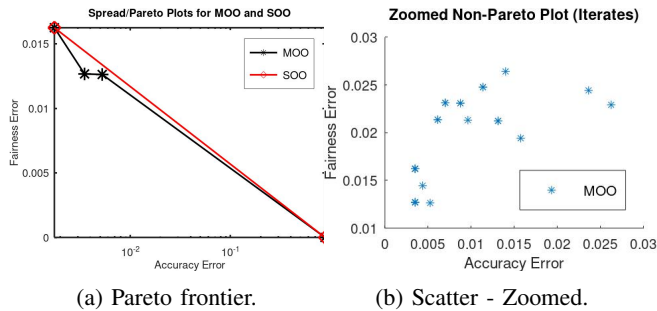 Spread/Pareto Plots for MOO and SOO
0.015
0.01
0.005
0
Fairness Error
10-2
10-1
Accuracy Error
MOO
SOO
(a) Pareto frontier.
Zoomed Non-Pareto Plot (Iterates)
0.03
0.025
0.02
0.015
0.01
Fairness Error
0
0.005
0.01
0.015
0.02
0.025
0.03
Accuracy Error
MOO
(b) Scatter - Zoomed.